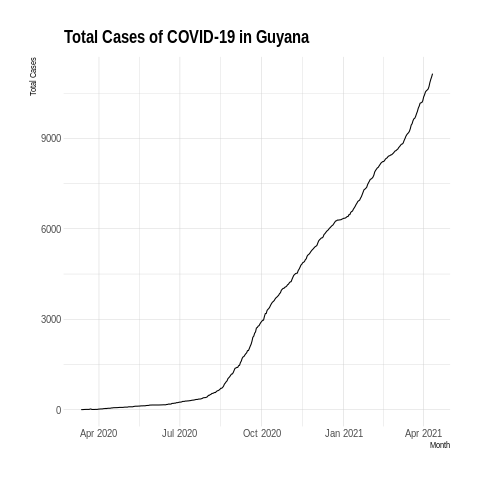 Total Cases of COVID-19 in Guyana
Total Cases
9000
6000
3000
0
Apr 2020 Jul 2020 Oct 2020 Jan 2021 Apr 2021
Month